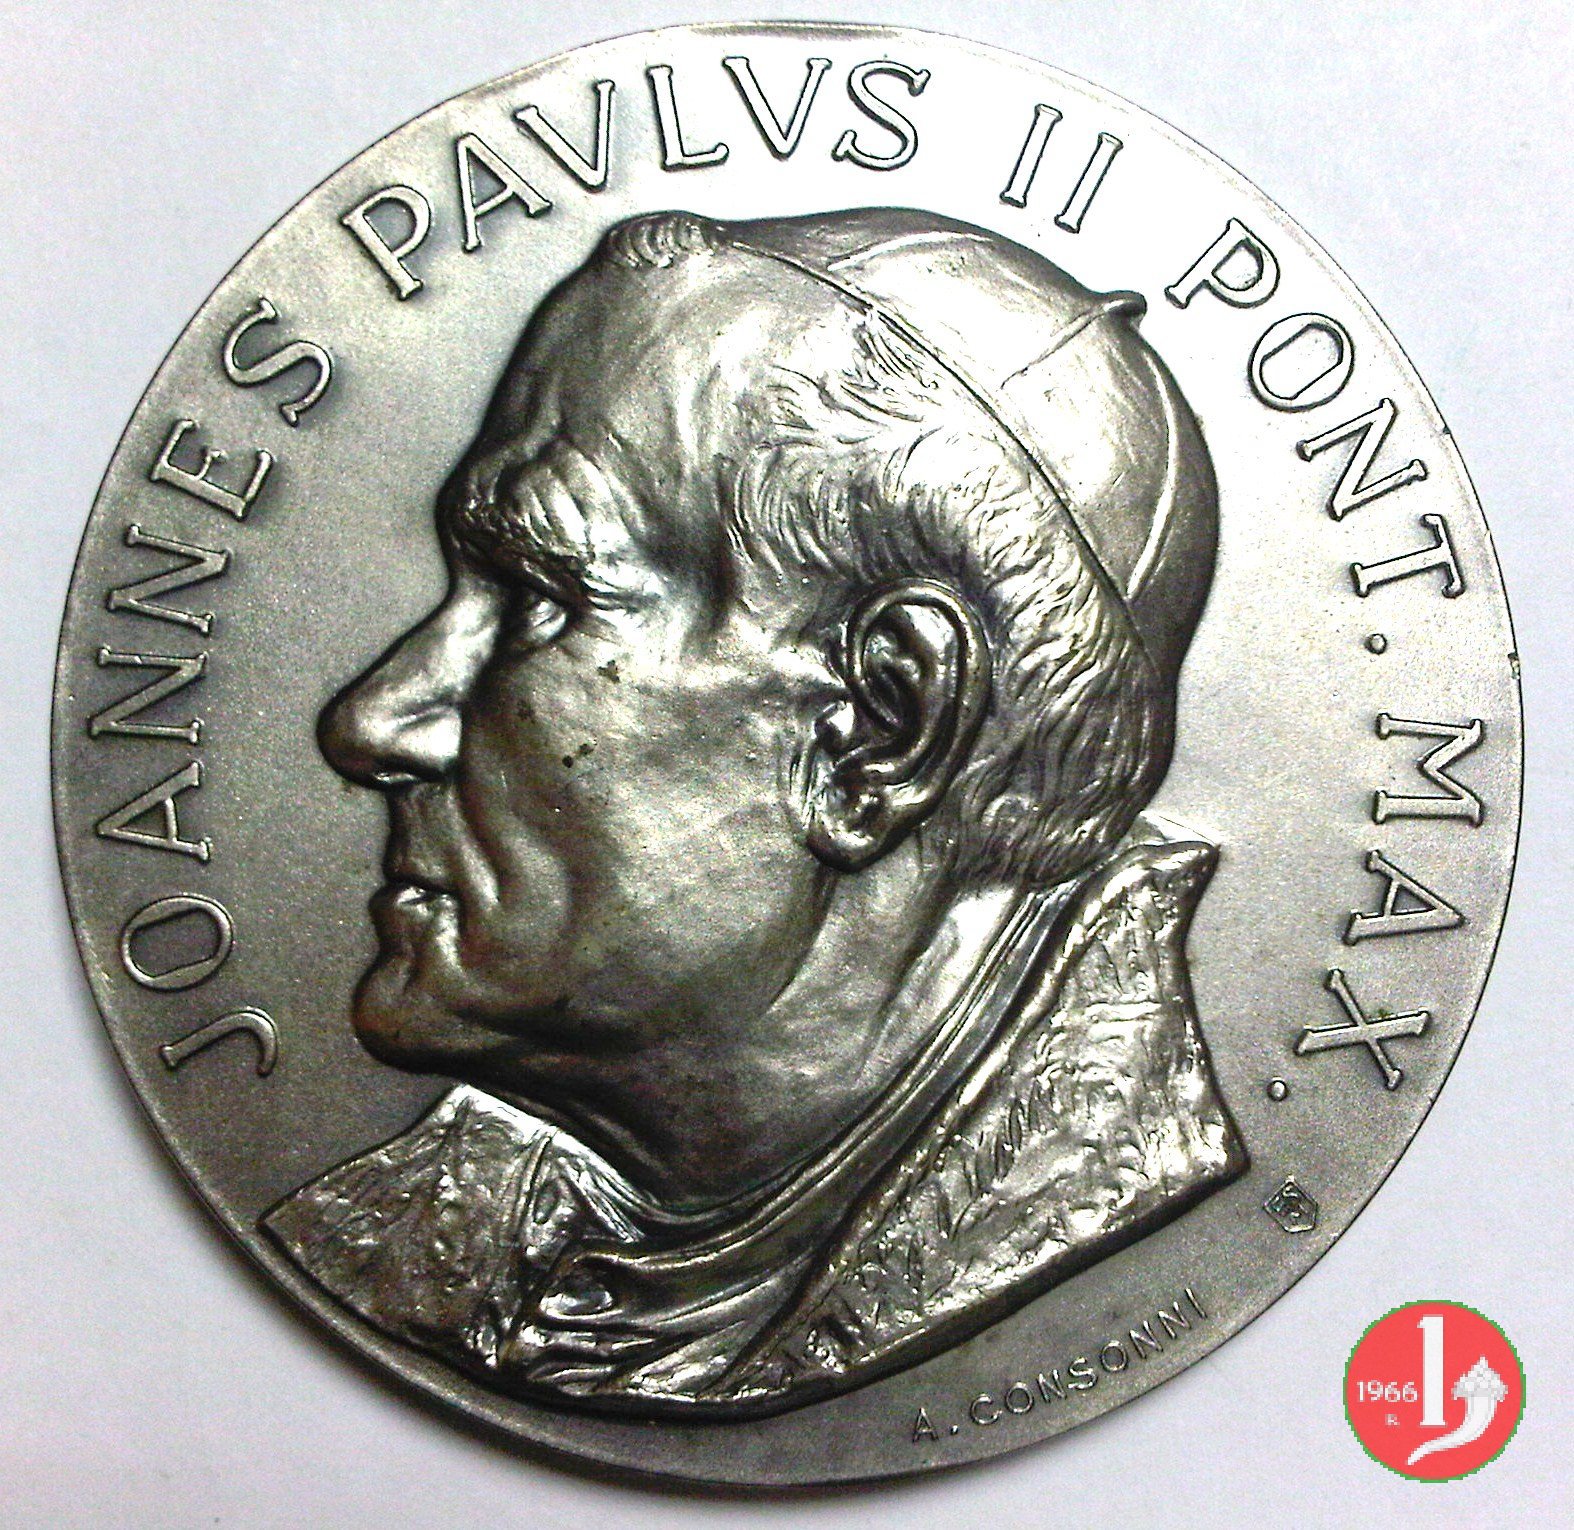 JOANNES PAVLVS II PONT. MAX.
A. CONSONNI
1966
R